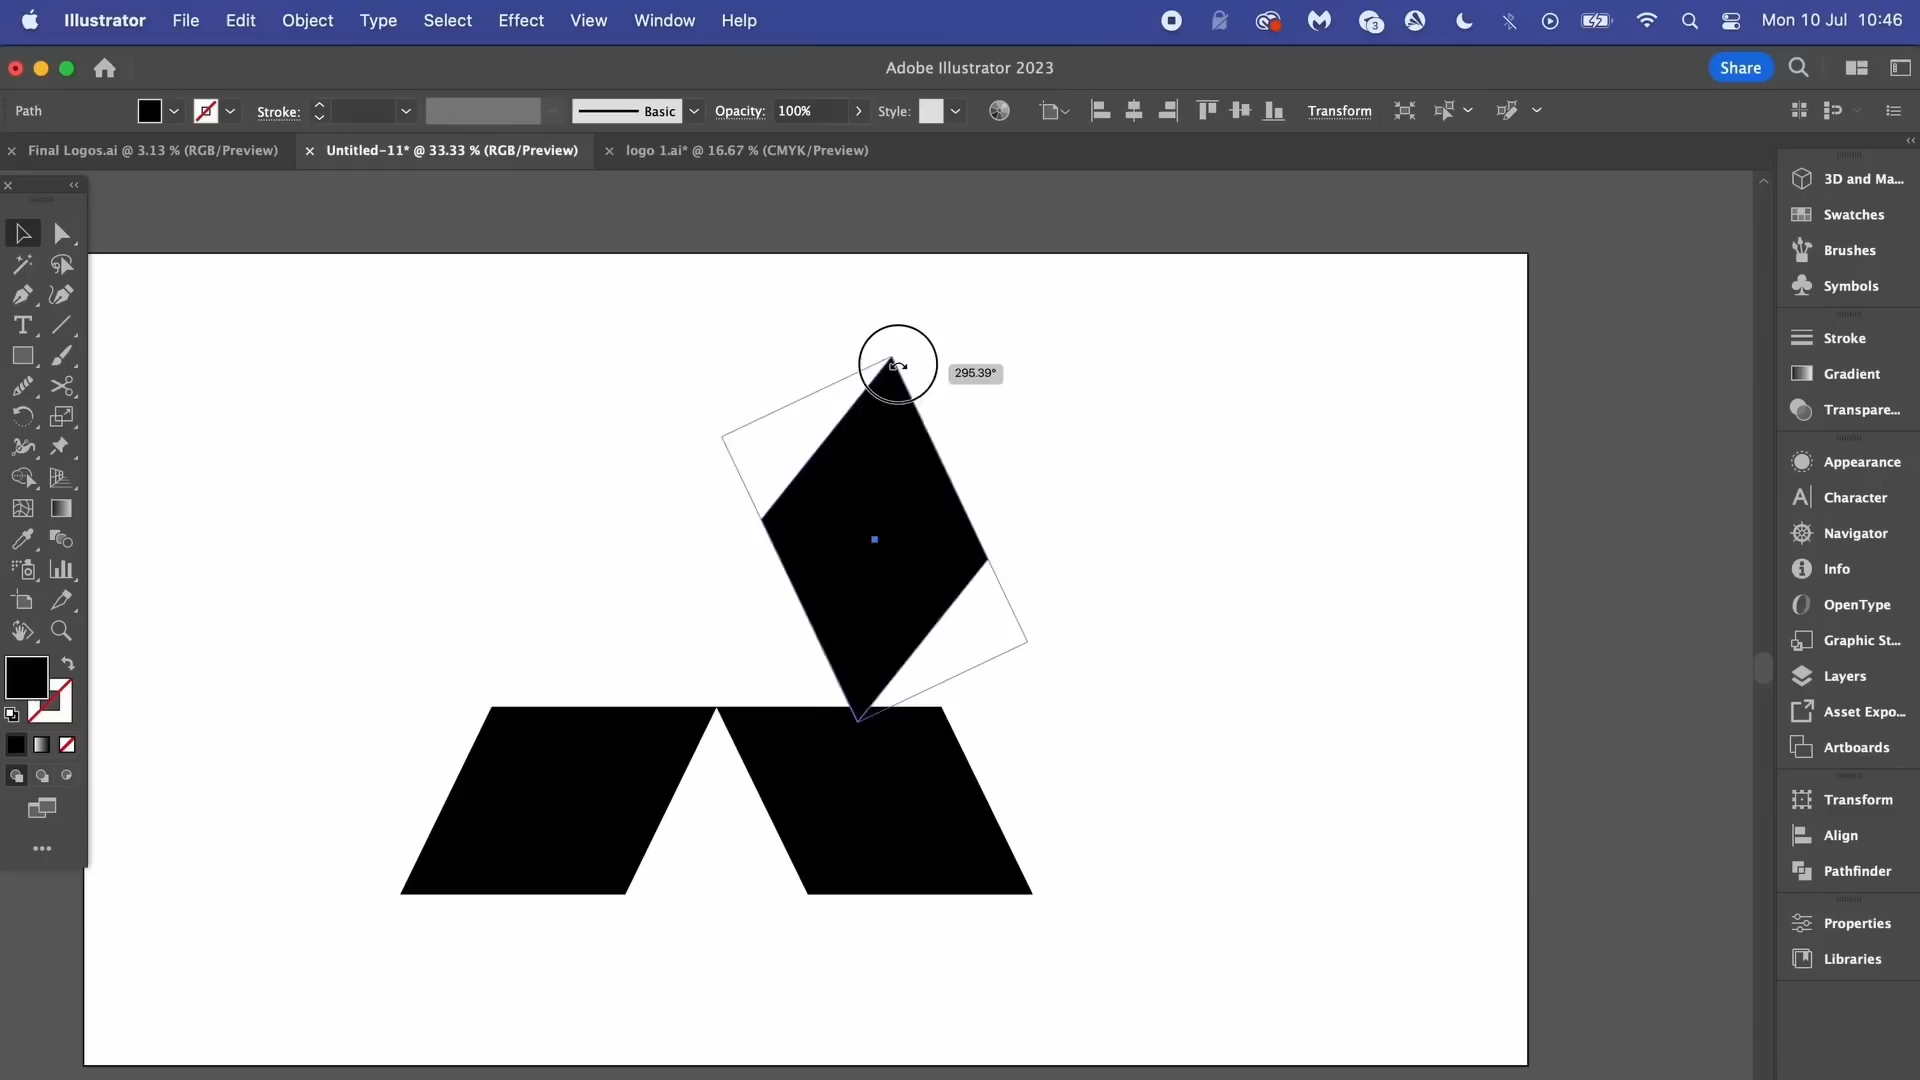 Illustrator File Edit Object Type Select Effect View Window Help 3 Mon 10 Jul 10:46
Adobe Illustrator 2023 Share
Path Stroke: Basic Opacity: 100% Style: Transform
Final Logos.ai @ 3.13 % (RGB/Preview) Untitled-11* @ 33.33 % (RGB/Preview) logo 1.ai* @ 16.67 % (CMYK/Preview)
3D and Ma...
Swatches
Brushes
Symbols
Stroke
Gradient
Transpare...
Appearance
Character
Navigator
Info
OpenType
Graphic St...
Layers
Asset Expo...
Artboards
Transform
Align
Pathfinder
Properties
Libraries
295.39°